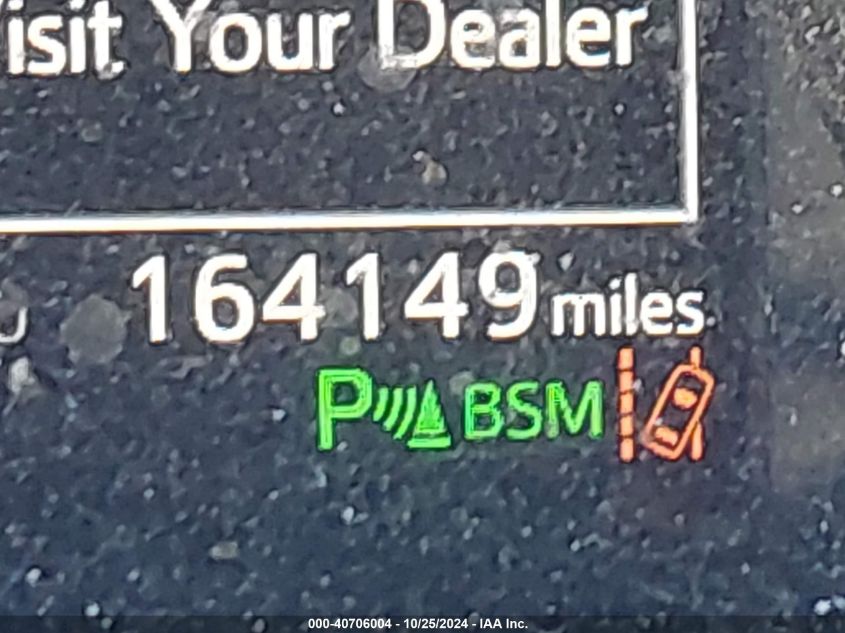 isit Your Dealer
164149 miles
P BSM
000-40706004 - 10/25/2024 - IAA Inc.